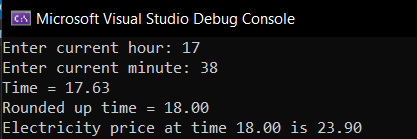 Microsoft Visual Studio Debug Console
Enter current hour: 17
Enter current minute: 38
Time = 17.63
Rounded up time = 18.00
Electricity price at time 18.00 is 23.90